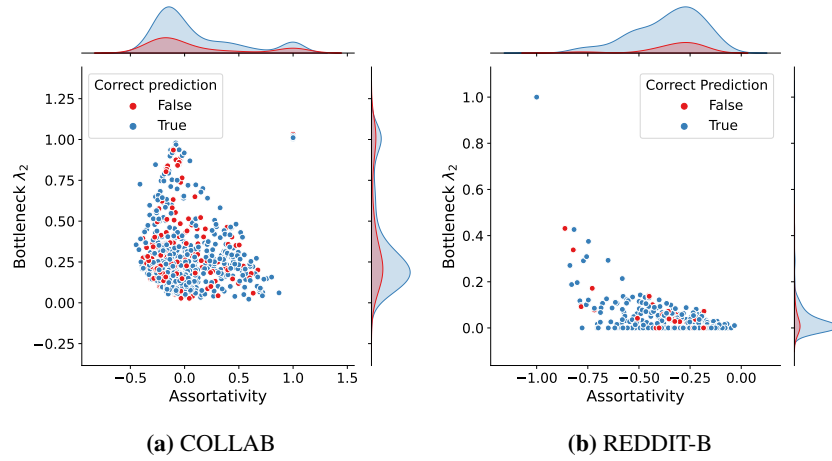 Correct prediction
False
True
1.25
1.00
0.75
0.50
0.25
0.00
−0.25
Bottleneck λ2
−0.5
0.0
0.5
1.0
1.5
Assortativity
(a) COLLAB
Correct Prediction
False
True
1.0
0.8
0.6
0.4
0.2
0.0
Bottleneck λ2
−1.00
−0.75
−0.50
−0.25
0.00
Assortativity
(b) REDDIT-B